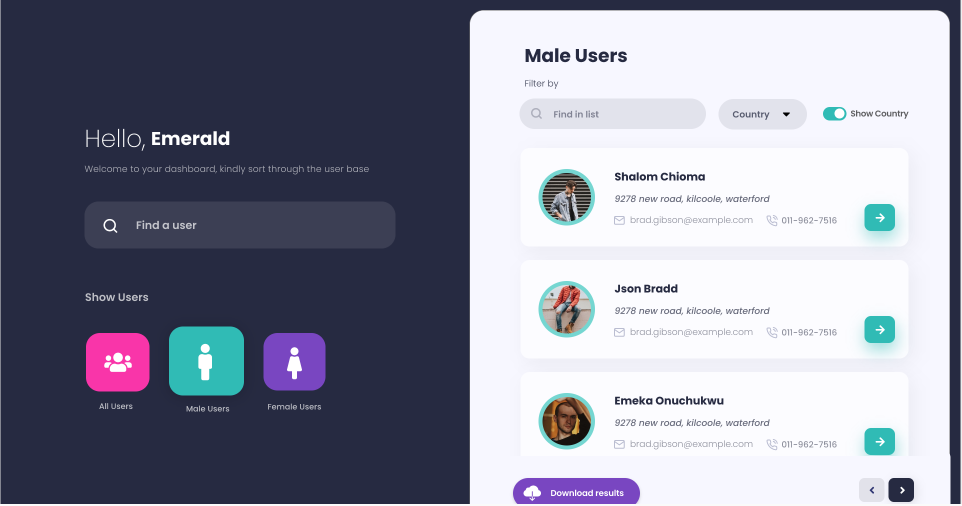 Hello, Emerald
Welcome to your dashboard, kindly sort through the user base
Find a user
Show Users
All Users
Male Users
Female Users
Male Users
Filter by
Find in list
Country
Show Country
Shalom Chioma
9278 new road, kilcoole, waterford
brad.gibson@example.com 011-962-7516
Json Bradd
9278 new road, kilcoole, waterford
brad.gibson@example.com 011-962-7516
Emeka Onuchukwu
9278 new road, kilcoole, waterford
brad.gibson@example.com 011-962-7516
Download results